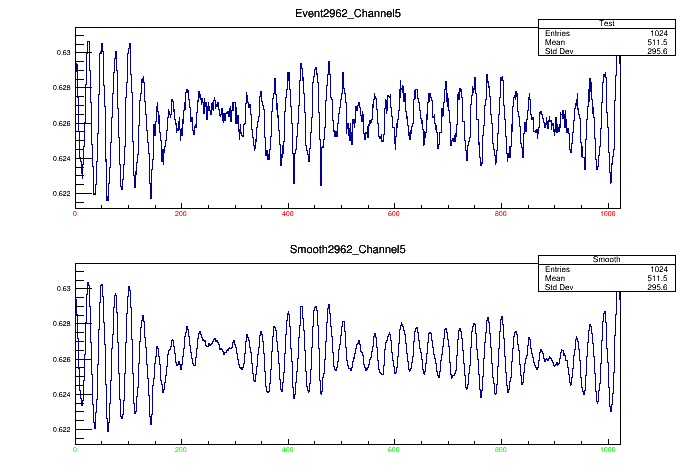 Event2962_Channel5
Test
Entries 1024
Mean 511.5
Std Dev 295.6
0.63
0.628
0.626
0.624
0.622
0 200 400 600 800 1000
Smooth2962_Channel5
Smooth
Entries 1024
Mean 511.5
Std Dev 295.6
0.63
0.628
0.626
0.624
0.622
0 200 400 600 800 1000